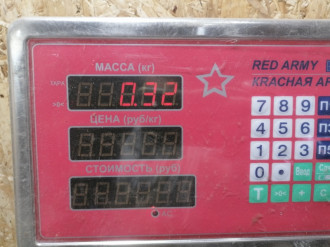 МАССА (кг)
0.32
RED ARMY
КРАСНАЯ АР
ЦЕНА (руб/кг)
7 8 9 П
4 5 6
1 2 3
СТОИМОСТЬ (руб)
0 •
T + С